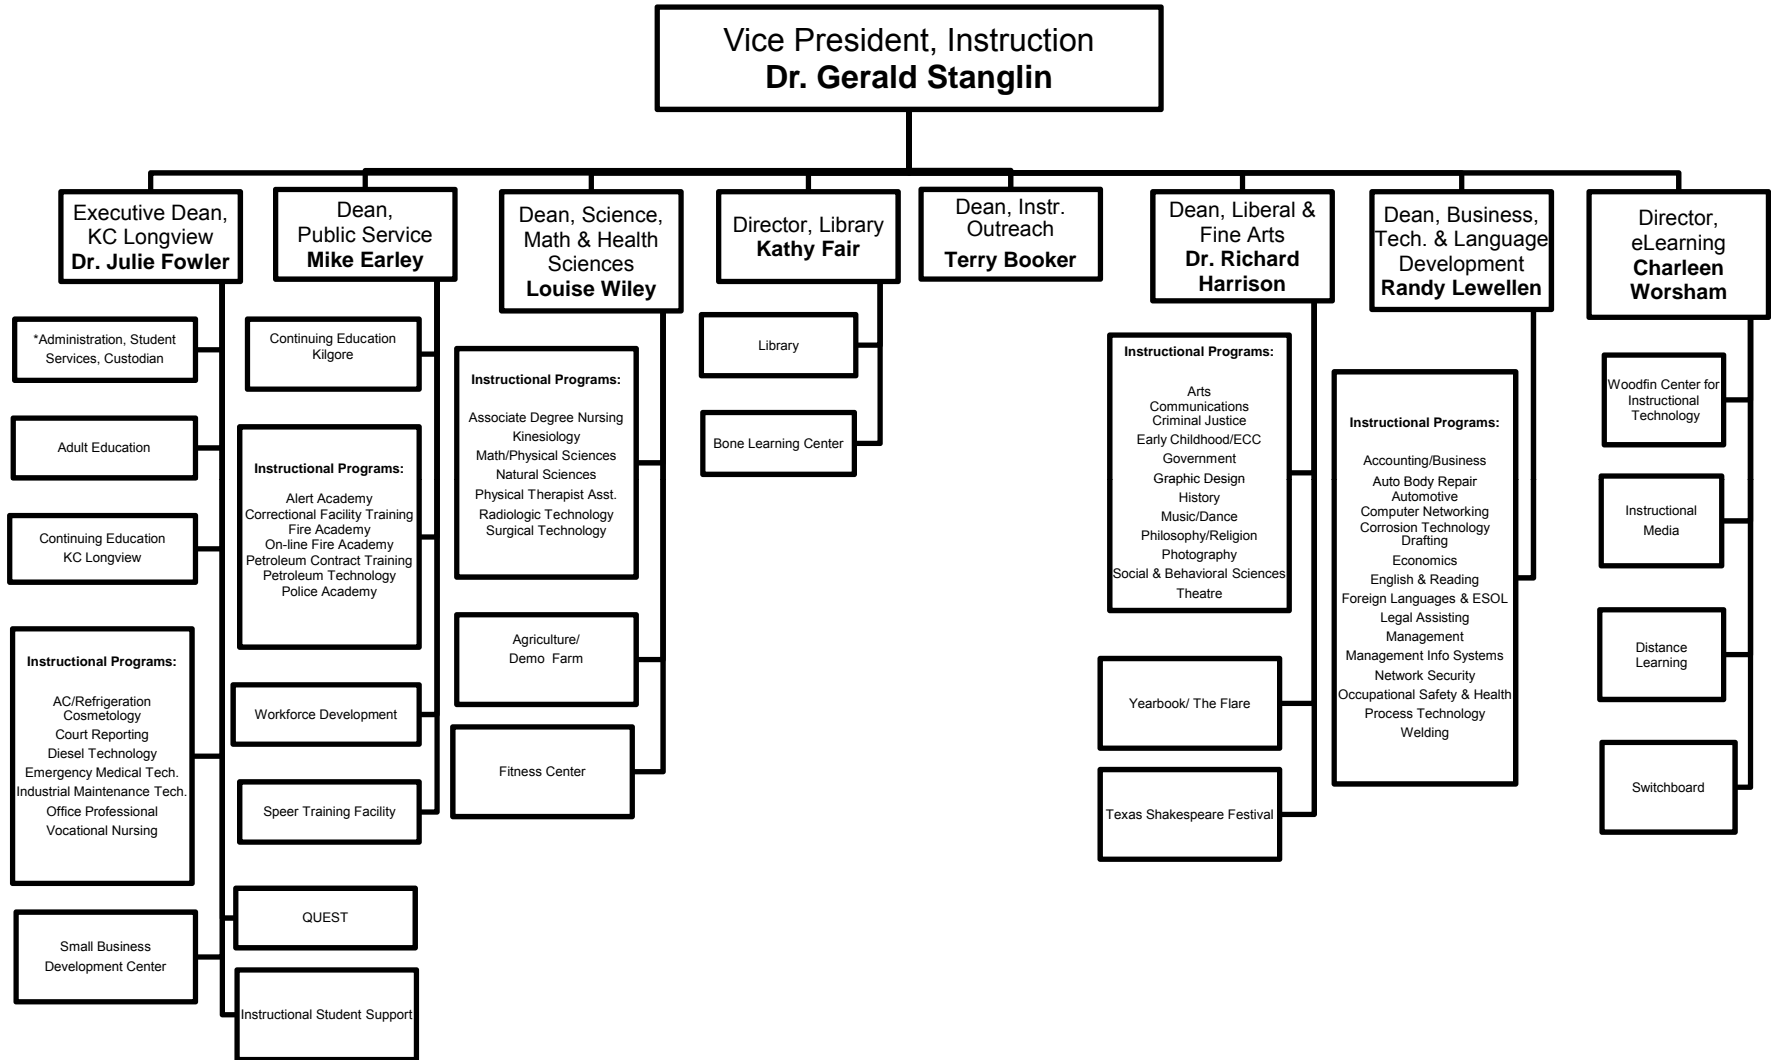 Vice President, Instruction
Dr. Gerald Stanglin
Executive Dean,
KC Longview
Dr. Julie Fowler
*Administration, Student
Services, Custodian
Adult Education
Continuing Education
KC Longview
Instructional Programs:
AC/Refrigeration
Cosmetology
Court Reporting
Diesel Technology
Emergency Medical Tech.
Industrial Maintenance Tech.
Office Professional
Vocational Nursing
Small Business
Development Center
QUEST
Instructional Student Support
Dean,
Public Service
Mike Earley
Continuing Education
Kilgore
Instructional Programs:
Alert Academy
Correctional Facility Training
Fire Academy
On-line Fire Academy
Petroleum Contract Training
Petroleum Technology
Police Academy
Workforce Development
Speer Training Facility
Dean, Science,
Math & Health
Sciences
Louise Wiley
Instructional Programs:
Associate Degree Nursing
Kinesiology
Math/Physical Sciences
Natural Sciences
Physical Therapist Asst.
Radiologic Technology
Surgical Technology
Agriculture/
Demo Farm
Fitness Center
Director, Library
Kathy Fair
Library
Bone Learning Center
Dean, Instr.
Outreach
Terry Booker
Dean, Liberal &
Fine Arts
Dr. Richard
Harrison
Instructional Programs:
Arts
Communications
Criminal Justice
Early Childhood/ECC
Government
Graphic Design
History
Music/Dance
Philosophy/Religion
Photography
Social & Behavioral Sciences
Theatre
Yearbook/ The Flare
Texas Shakespeare Festival
Dean, Business,
Tech. & Language
Development
Randy Lewellen
Instructional Programs:
Accounting/Business
Auto Body Repair
Automotive
Computer Networking
Corrosion Technology
Drafting
Economics
English & Reading
Foreign Languages & ESOL
Legal Assisting
Management
Management Info Systems
Network Security
Occupational Safety & Health
Process Technology
Welding
Director,
eLearning
Charleen
Worsham
Woodfin Center for
Instructional
Technology
Instructional
Media
Distance
Learning
Switchboard